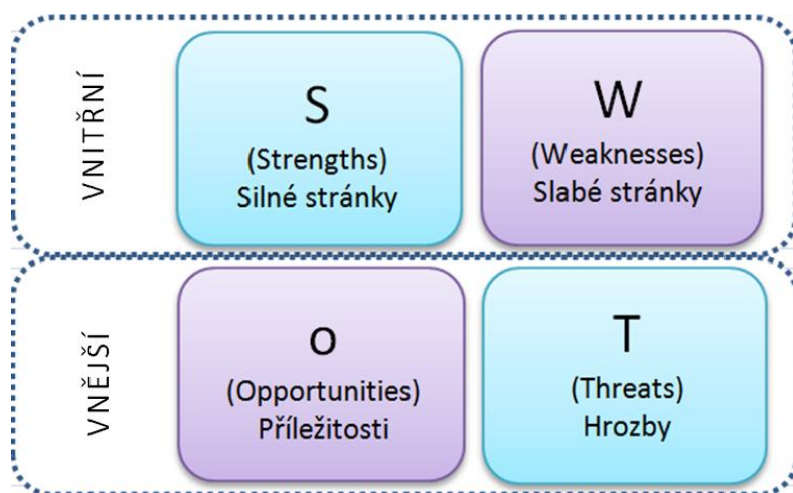 VNITŘNÍ
S
(Strengths)
Silné stránky
W
(Weaknesses)
Slabé stránky
VNĚJŠÍ
o
(Opportunities)
Příležitosti
T
(Threats)
Hrozby